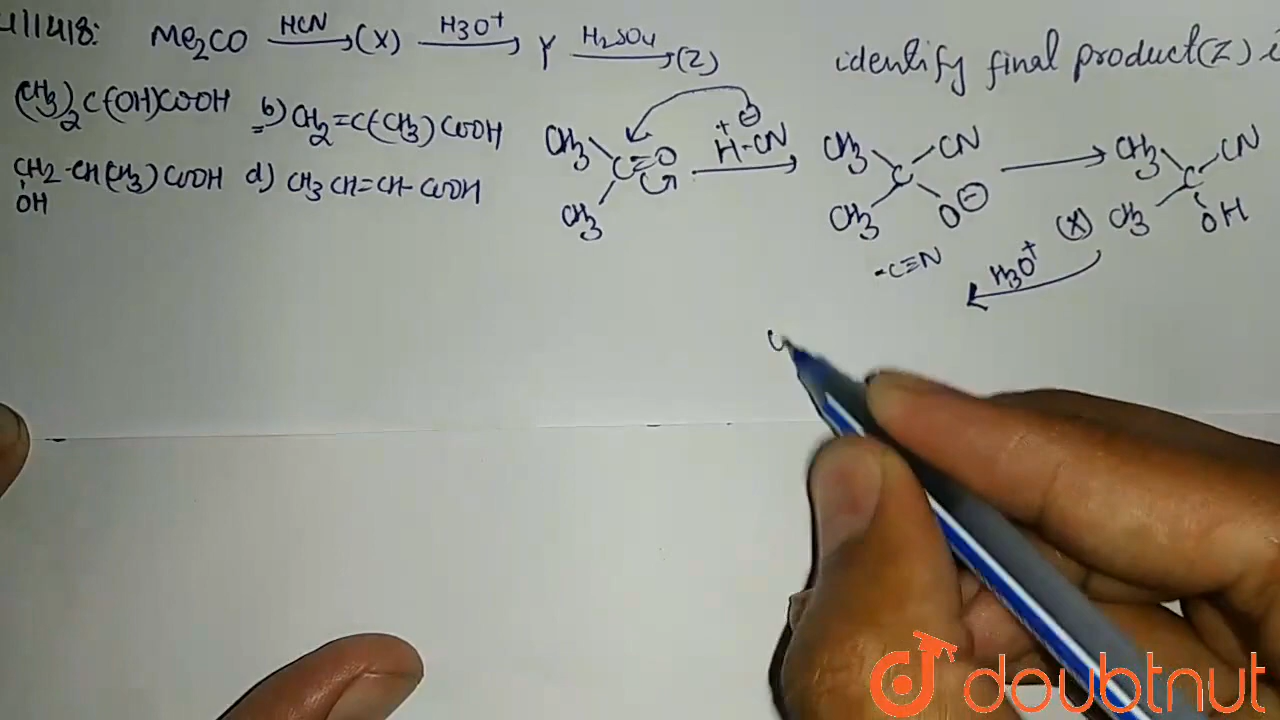 411418: Me2CO HCN (X) H3O+ Y H2SO4 (Z) identify final product (Z) i
(CH3)2C(OH)COOH b) CH2=C(CH3)COOH
CH2-CH(CH3)COOH d) CH3CH=CH-COOH
OH
CH3 C=O CH3 + ⊖ H-CN
CH3 CN C CH3 O⊖
-C≡N
CH3 CN C CH3 OH
(X)
H3O+
doubtnut